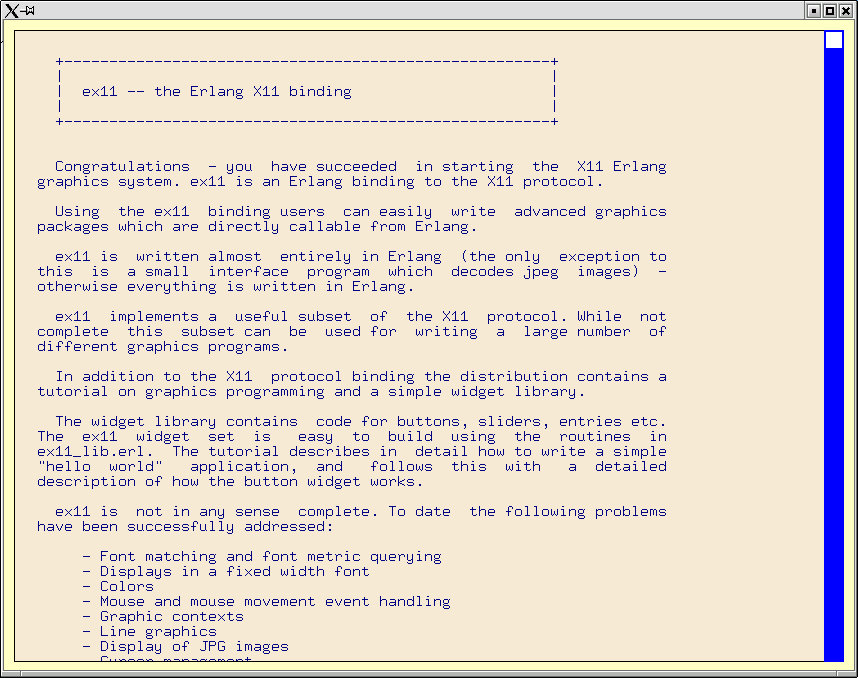 +------------------------------------------------------+
|                                                      |
|  ex11 -- the Erlang X11 binding                      |
|                                                      |
+------------------------------------------------------+
Congratulations - you have succeeded in starting the X11 Erlang
graphics system. ex11 is an Erlang binding to the X11 protocol.
Using the ex11 binding users can easily write advanced graphics
packages which are directly callable from Erlang.
ex11 is written almost entirely in Erlang (the only exception to
this is a small interface program which decodes jpeg images) -
otherwise everything is written in Erlang.
ex11 implements a useful subset of the X11 protocol. While not
complete this subset can be used for writing a large number of
different graphics programs.
In addition to the X11 protocol binding the distribution contains a
tutorial on graphics programming and a simple widget library.
The widget library contains code for buttons, sliders, entries etc.
The ex11 widget set is easy to build using the routines in
ex11_lib.erl. The tutorial describes in detail how to write a simple
"hello world" application, and follows this with a detailed
description of how the button widget works.
ex11 is not in any sense complete. To date the following problems
have been successfully addressed:
- Font matching and font metric querying
- Displays in a fixed width font
- Colors
- Mouse and mouse movement event handling
- Graphic contexts
- Line graphics
- Display of JPG images
- Cursor management